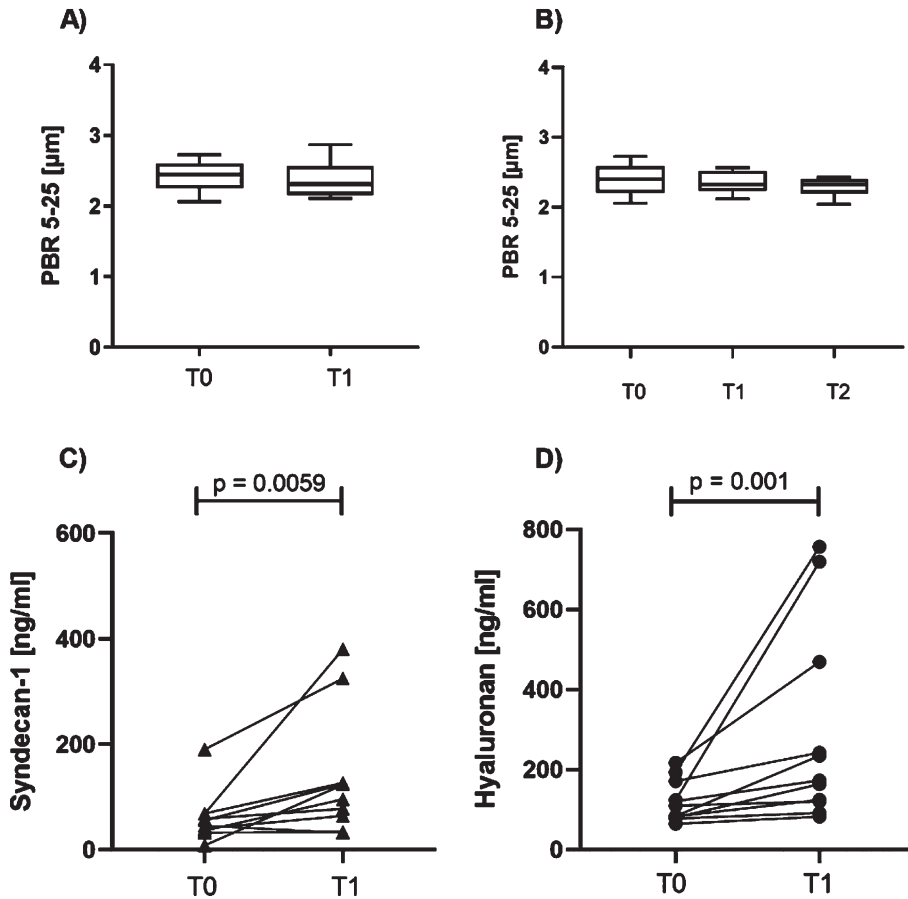 A)
PBR 5-25 [µm]
4
3
2
1
0
T0 T1
B)
PBR 5-25 [µm]
4
3
2
1
0
T0 T1 T2
C)
p = 0.0059
Syndecan-1 [ng/ml]
600
400
200
0
T0 T1
D)
p = 0.001
Hyaluronan [ng/ml]
800
600
400
200
0
T0 T1